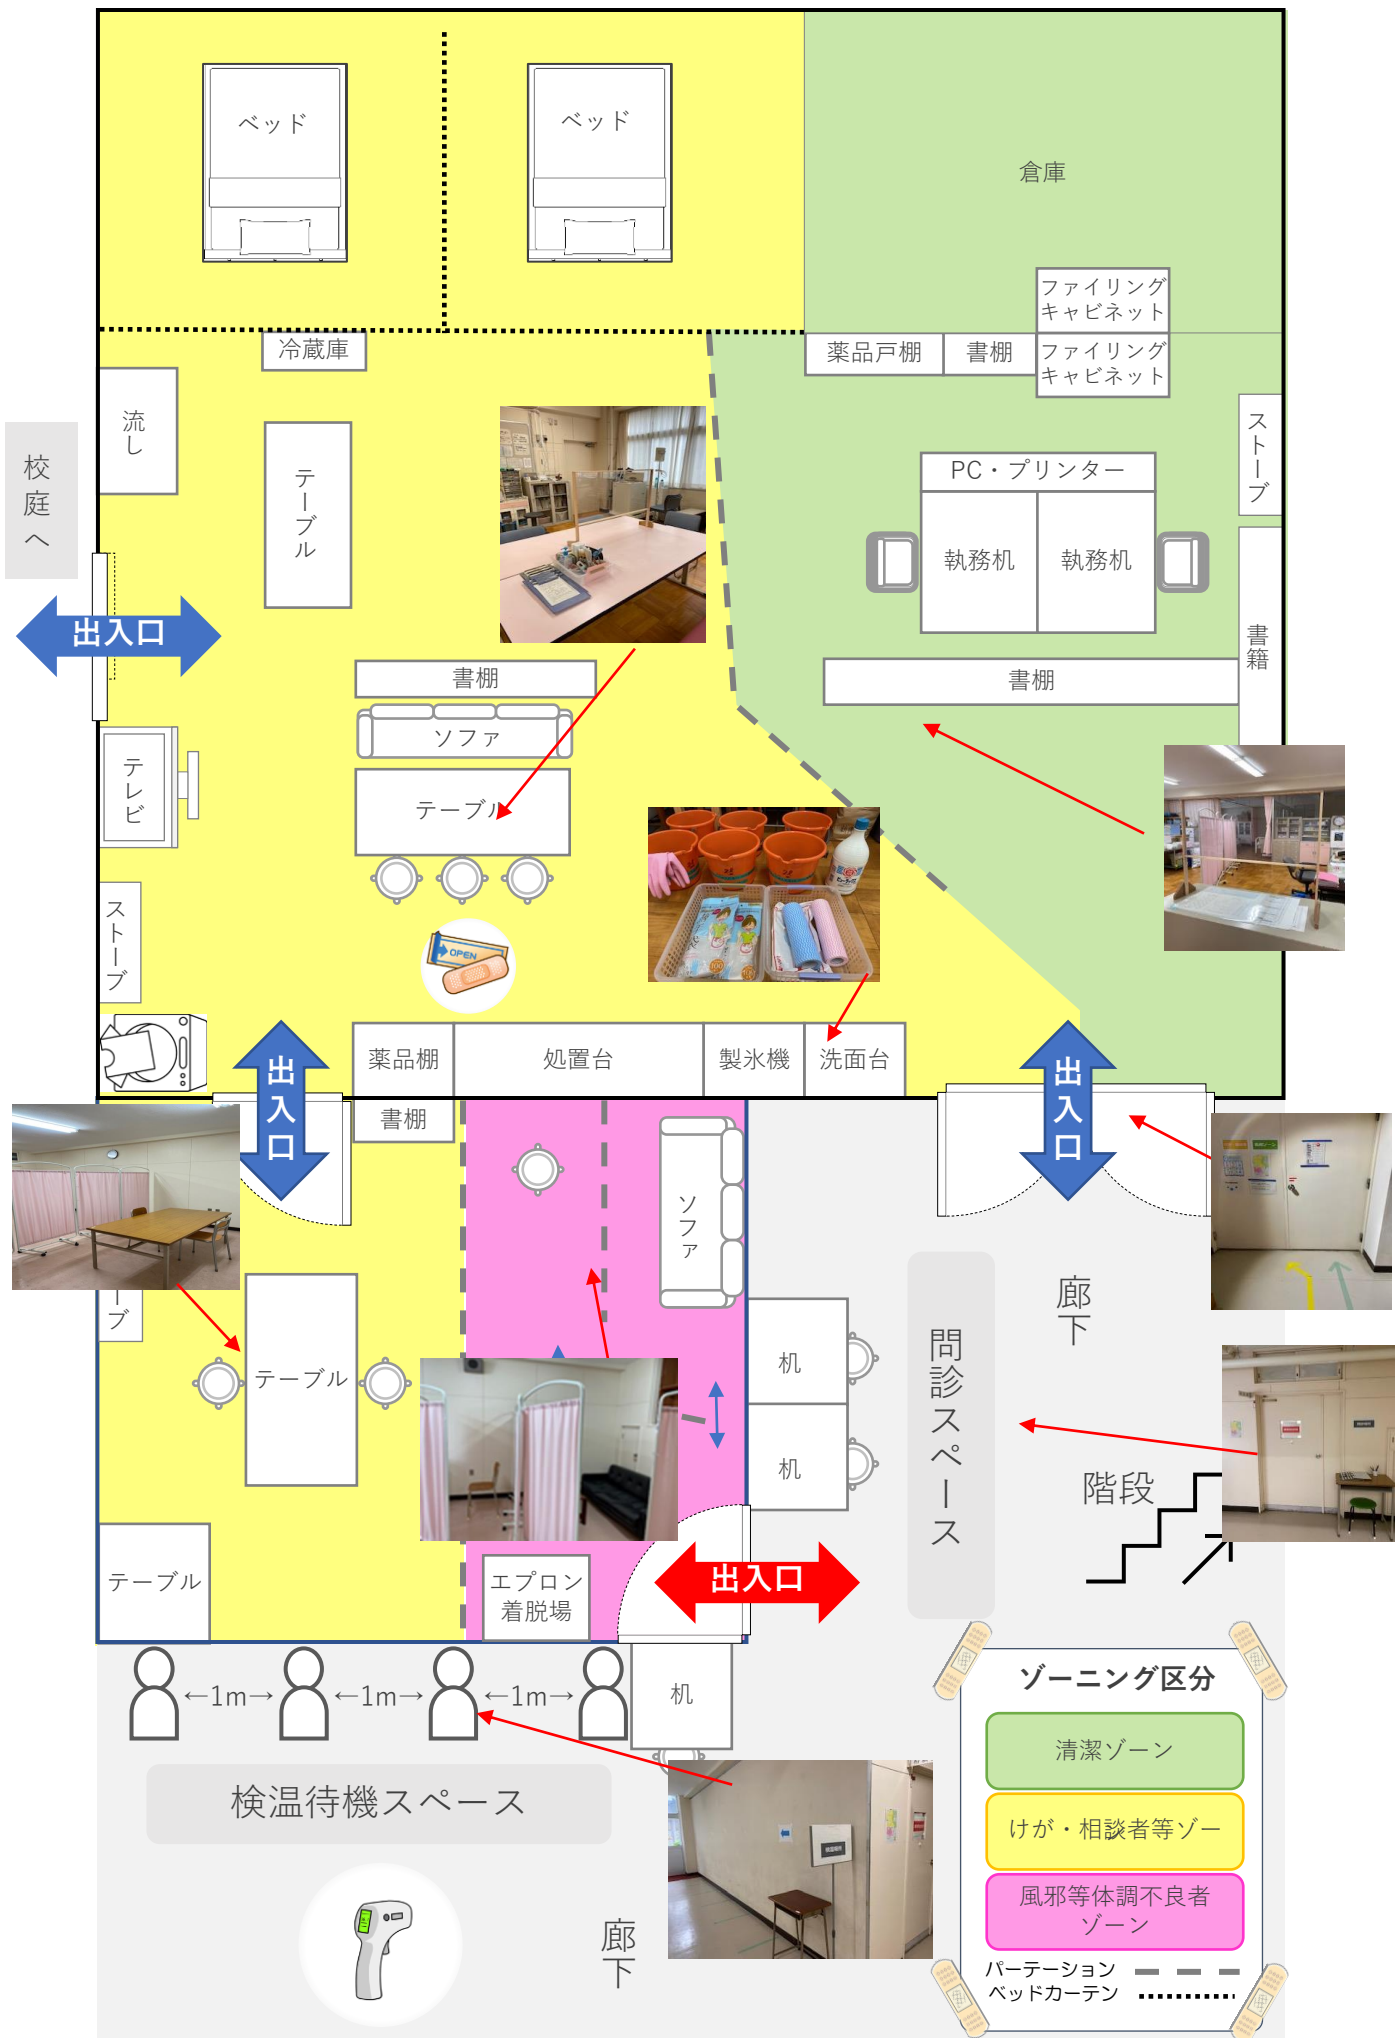 ベッド
ベッド
倉庫
ファイリング
キャビネット
冷蔵庫
薬品戸棚
書棚
ファイリング
キャビネット
流し
校庭へ
テーブル
ストーブ
PC・プリンター
執務机
執務机
出入口
書籍
書棚
書棚
ソファ
テレビ
テーブル
ストーブ
OPEN
薬品棚
処置台
製氷機
洗面台
出入口
出入口
書棚
ソファ
ーブ
テーブル
机
机
問診スペース
廊下
階段
テーブル
エプロン
着脱場
出入口
←1m→
←1m→
←1m→
机
検温待機スペース
廊下
ゾーニング区分
清潔ゾーン
けが・相談者等ゾー
風邪等体調不良者
ゾーン
パーテーション
ベッドカーテン